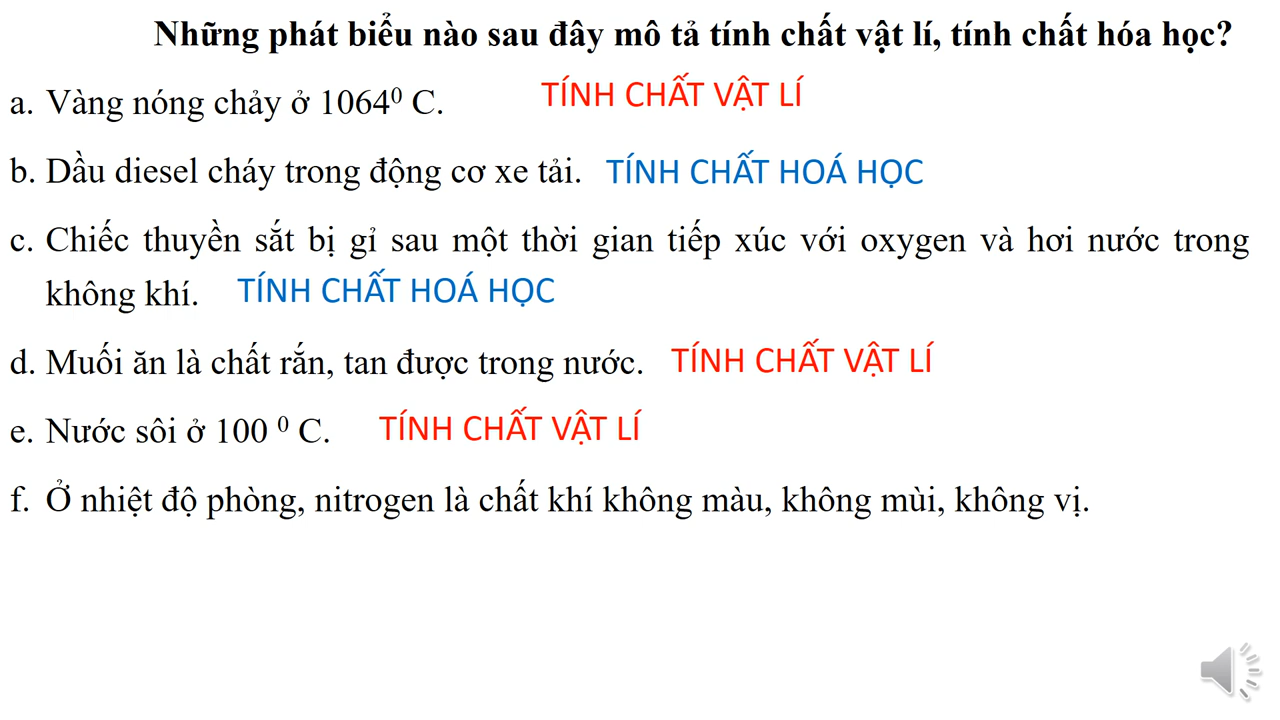 Những phát biểu nào sau đây mô tả tính chất vật lí, tính chất hóa học?
a. Vàng nóng chảy ở 1064⁰ C. TÍNH CHẤT VẬT LÍ
b. Dầu diesel cháy trong động cơ xe tải. TÍNH CHẤT HOÁ HỌC
c. Chiếc thuyền sắt bị gỉ sau một thời gian tiếp xúc với oxygen và hơi nước trong
không khí. TÍNH CHẤT HOÁ HỌC
d. Muối ăn là chất rắn, tan được trong nước. TÍNH CHẤT VẬT LÍ
e. Nước sôi ở 100 ⁰ C. TÍNH CHẤT VẬT LÍ
f. Ở nhiệt độ phòng, nitrogen là chất khí không màu, không mùi, không vị.